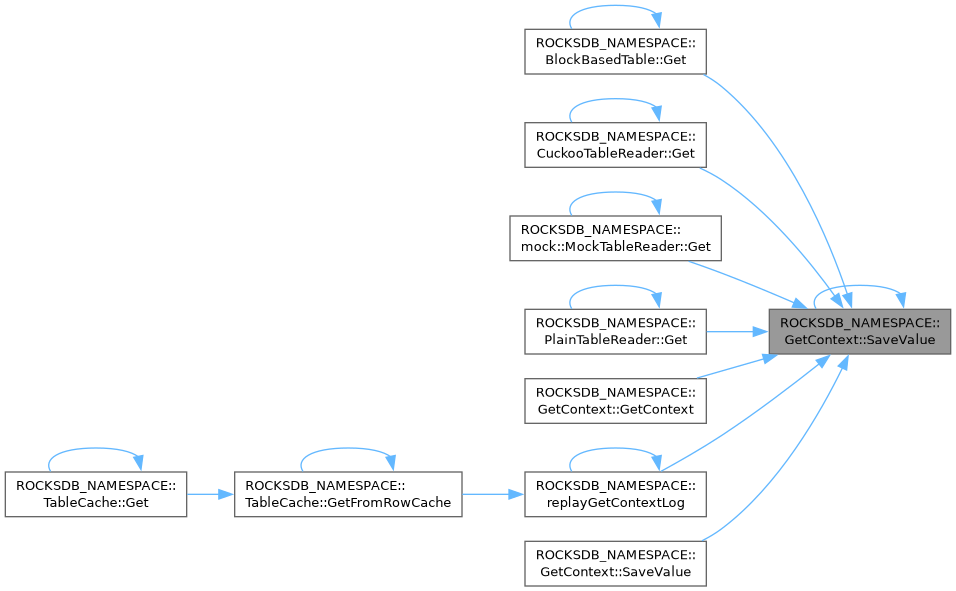 ROCKSDB_NAMESPACE::
BlockBasedTable::Get
ROCKSDB_NAMESPACE::
CuckooTableReader::Get
ROCKSDB_NAMESPACE::
mock::MockTableReader::Get
ROCKSDB_NAMESPACE::
PlainTableReader::Get
ROCKSDB_NAMESPACE::
GetContext::SaveValue
ROCKSDB_NAMESPACE::
GetContext::GetContext
ROCKSDB_NAMESPACE::
TableCache::Get
ROCKSDB_NAMESPACE::
TableCache::GetFromRowCache
ROCKSDB_NAMESPACE::
replayGetContextLog
ROCKSDB_NAMESPACE::
GetContext::SaveValue